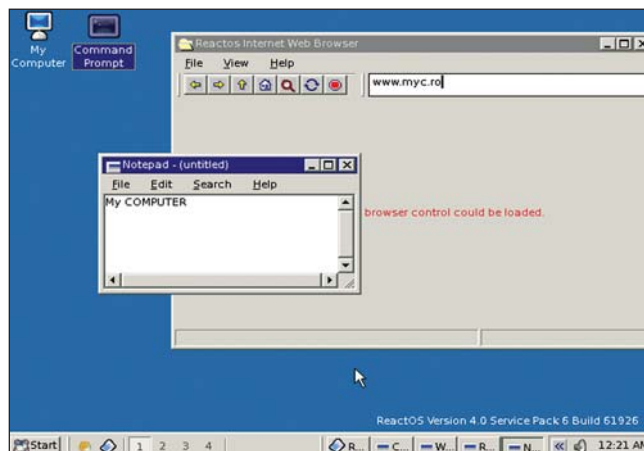 My Computer
Command Prompt
Reactos Internet Web Browser
File View Help
www.myc.ro
Notepad - (untitled)
File Edit Search Help
My COMPUTER
browser control could be loaded.
ReactOS Version 4.0 Service Pack 6 Build 61926
Start 1 2 3 4 R... C... W... R... N... 12:21 AM